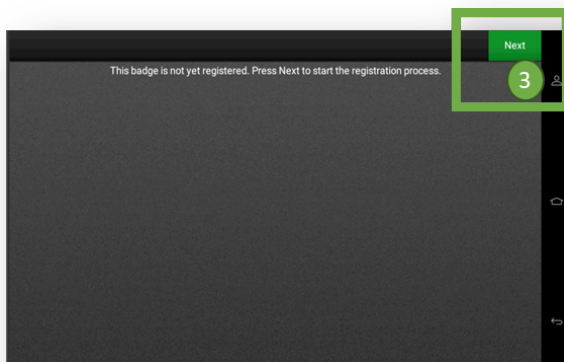 Next
This badge is not yet registered. Press Next to start the registration process.
3